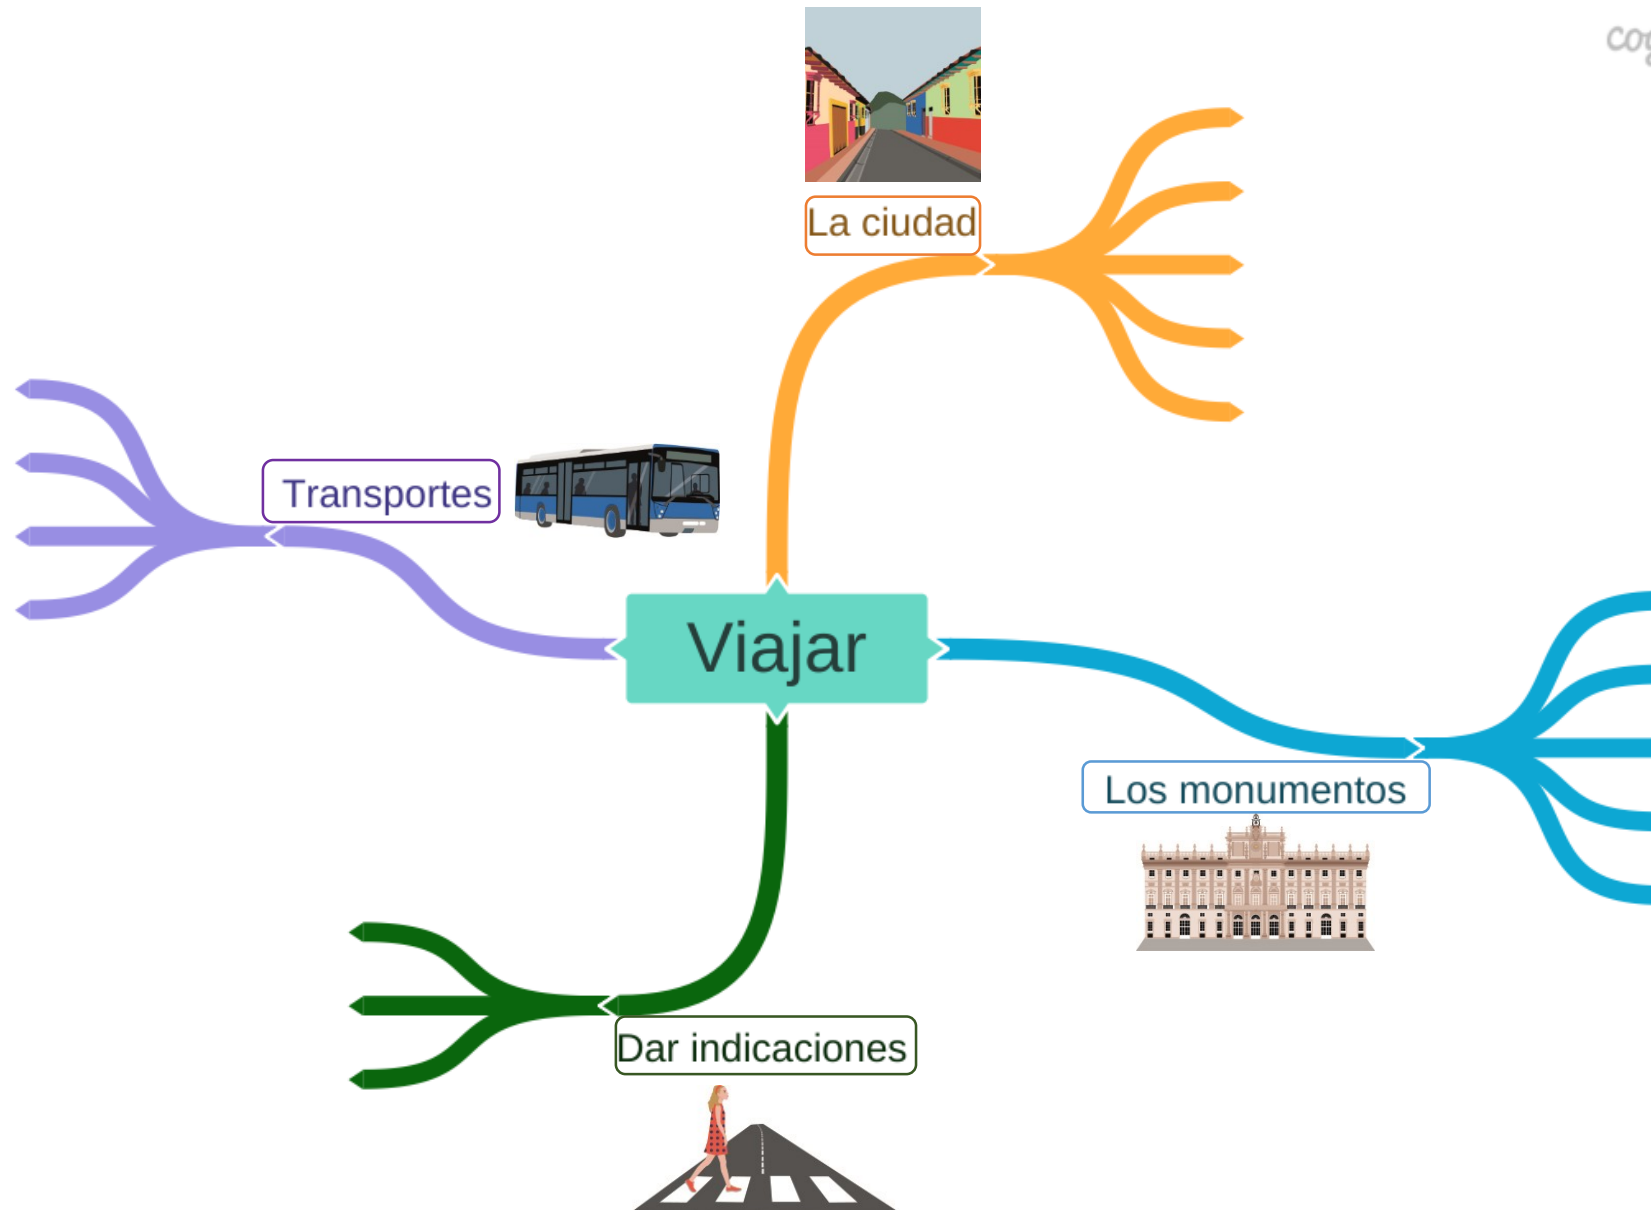 La ciudad
Transportes
Viajar
Los monumentos
Dar indicaciones